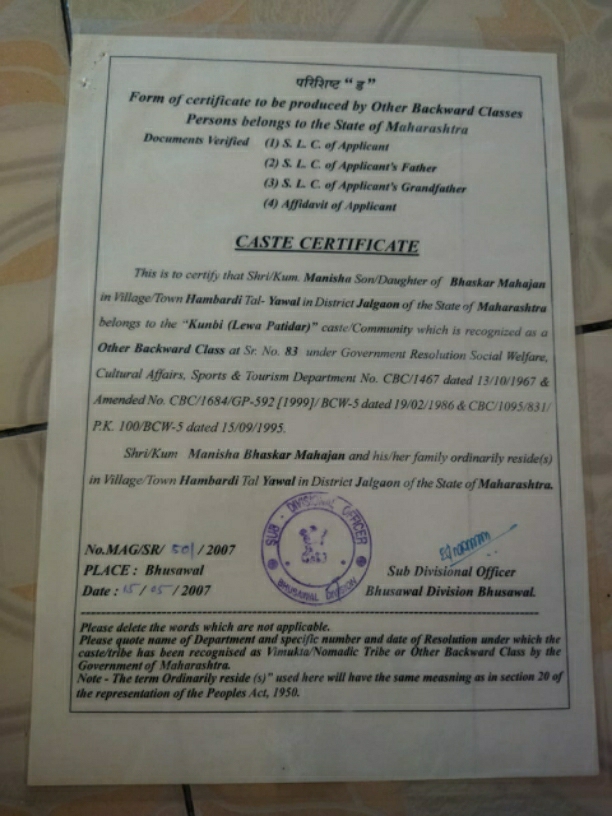 परिशिष्ट “ड”
Form of certificate to be produced by Other Backward Classes
Persons belongs to the State of Maharashtra
Documents Verified (1) S. L. C. of Applicant
(2) S. L. C. of Applicant's Father
(3) S. L. C. of Applicant's Grandfather
(4) Affidavit of Applicant
CASTE CERTIFICATE
This is to certify that Shri/Kum. Manisha Son/Daughter of Bhaskar Mahajan
in Village/Town Hambardi Tal- Yawal in District Jalgaon of the State of Maharashtra
belongs to the "Kunbi (Lewa Patidar)" caste/Community which is recognized as a
Other Backward Class at Sr. No. 83 under Government Resolution Social Welfare,
Cultural Affairs, Sports & Tourism Department No. CBC/1467 dated 13/10/1967 &
Amended No. CBC/1684/GP-592 [1999]/ BCW-5 dated 19/02/1986 & CBC/1095/831/
P.K. 100/BCW-5 dated 15/09/1995.
Shri/Kum Manisha Bhaskar Mahajan and his/her family ordinarily reside(s)
in Village/Town Hambardi Tal Yawal in District Jalgaon of the State of Maharashtra.
SUB - DIVISIONAL OFFICER
BHUSAWAL DIVISION
No.MAG/SR/ 501 / 2007
PLACE : Bhusawal
Date : 15 / 05 / 2007
Sub Divisional Officer
Bhusawal Division Bhusawal.
Please delete the words which are not applicable.
Please quote name of Department and specific number and date of Resolution under which the
caste/tribe has been recognised as Vimukta/Nomadic Tribe or Other Backward Class by the
Government of Maharashtra.
Note - The term Ordinarily reside (s)" used here will have the same measning as in section 20 of
the representation of the Peoples Act, 1950.